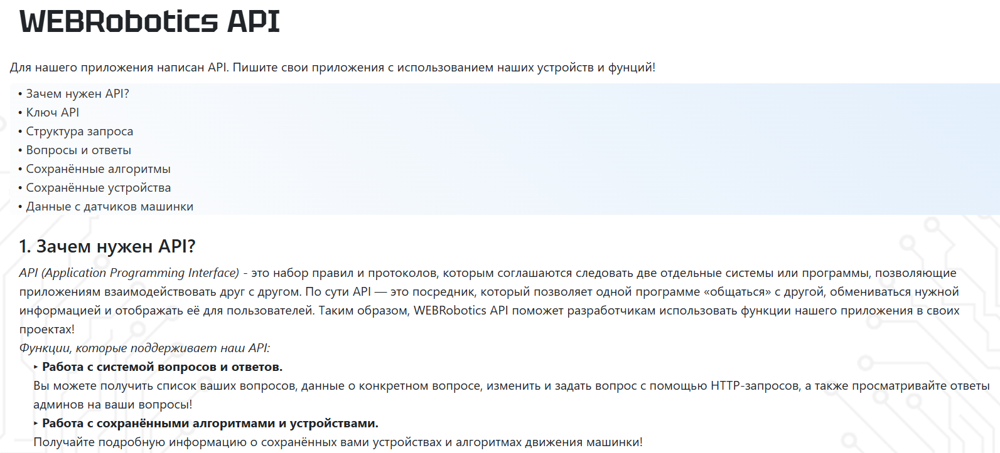 WEBRobotics API
Для нашего приложения написан API. Пишите свои приложения с использованием наших устройств и фунций!
• Зачем нужен API?
• Ключ API
• Структура запроса
• Вопросы и ответы
• Сохранённые алгоритмы
• Сохранённые устройства
• Данные с датчиков машинки
1. Зачем нужен API?
API (Application Programming Interface) - это набор правил и протоколов, которым соглашаются следовать две отдельные системы или программы, позволяющие
приложениям взаимодействовать друг с другом. По сути API — это посредник, который позволяет одной программе «общаться» с другой, обмениваться нужной
информацией и отображать её для пользователей. Таким образом, WEBRobotics API поможет разработчикам использовать функции нашего приложения в своих
проектах!
Функции, которые поддерживает наш API:
‣ Работа с системой вопросов и ответов.
Вы можете получить список ваших вопросов, данные о конкретном вопросе, изменить и задать вопрос с помощью HTTP-запросов, а также просматривайте ответы
админов на ваши вопросы!
‣ Работа с сохранёнными алгоритмами и устройствами.
Получайте подробную информацию о сохранённых вами устройствах и алгоритмах движения машинки!